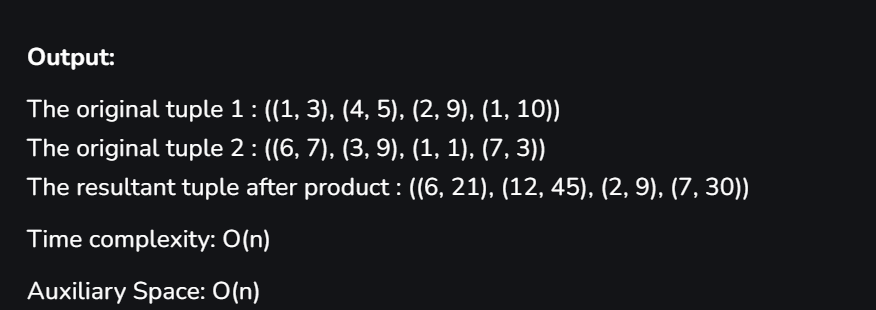 Output:
The original tuple 1 : ((1, 3), (4, 5), (2, 9), (1, 10))
The original tuple 2 : ((6, 7), (3, 9), (1, 1), (7, 3))
The resultant tuple after product : ((6, 21), (12, 45), (2, 9), (7, 30))
Time complexity: O(n)
Auxiliary Space: O(n)